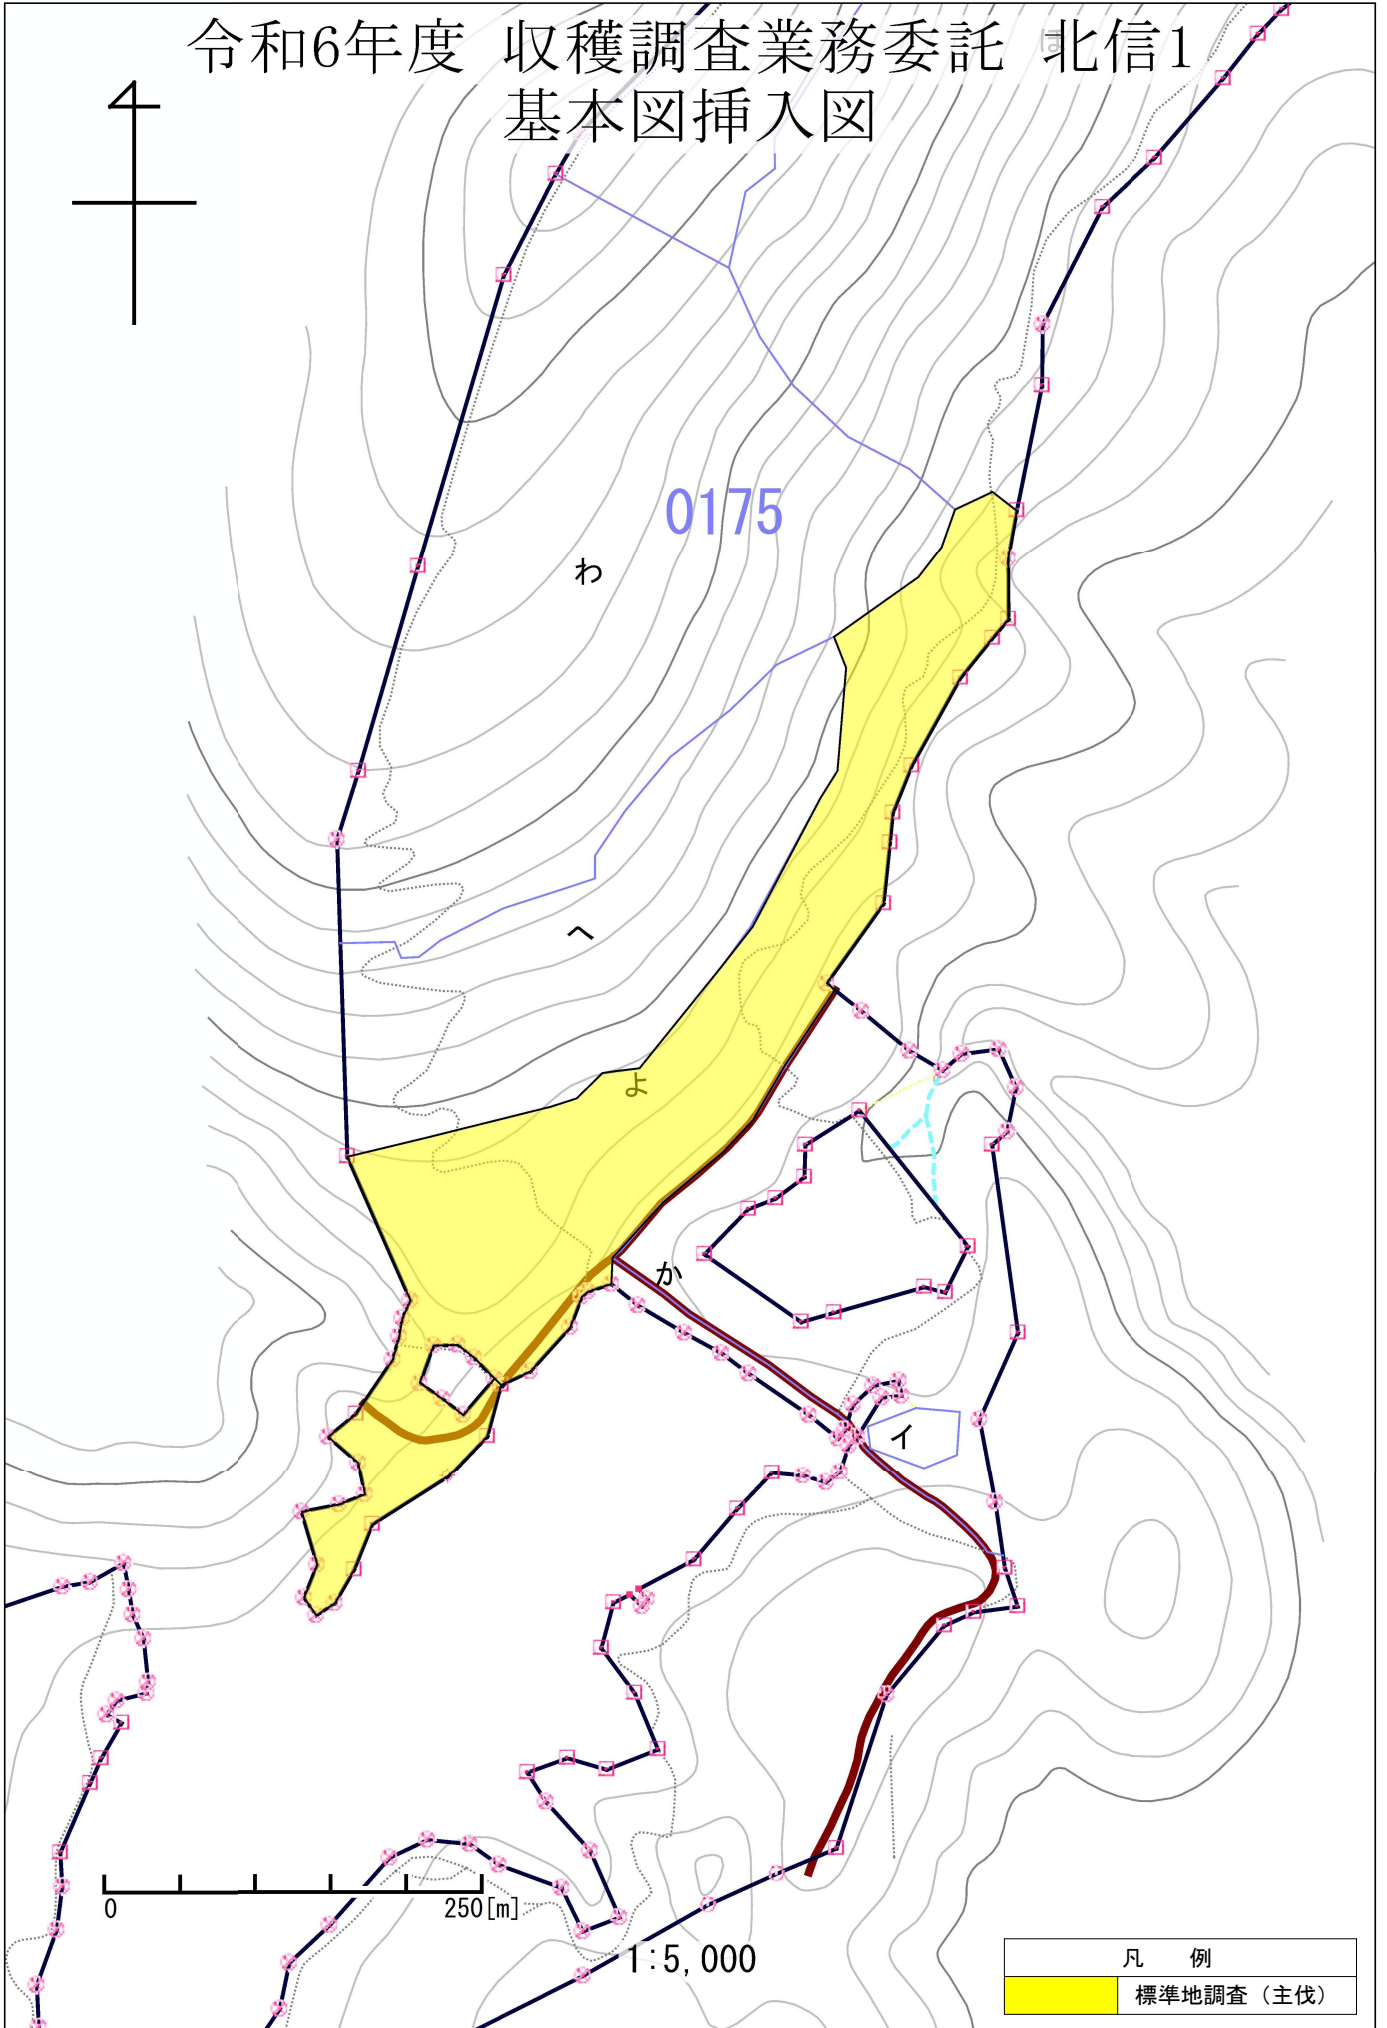 令和6年度 収穫調査業務委託 北信1
基本図挿入図
ほ
0175
わ
へ
よ
か
イ
0 250[m]
1:5,000
凡 例
標準地調査（主伐）